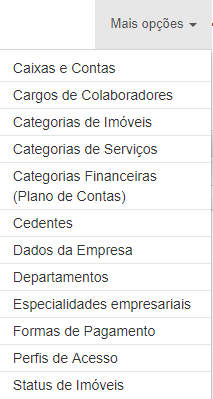 Mais opções
Caixas e Contas
Cargos de Colaboradores
Categorias de Imóveis
Categorias de Serviços
Categorias Financeiras
(Plano de Contas)
Cedentes
Dados da Empresa
Departamentos
Especialidades empresariais
Formas de Pagamento
Perfis de Acesso
Status de Imóveis